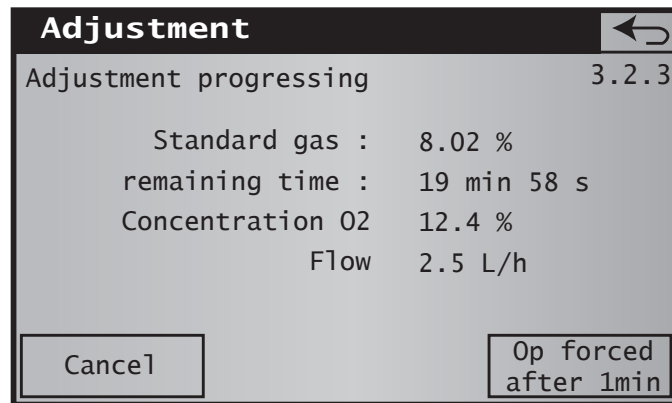 Adjustment
Adjustment progressing 3.2.3
Standard gas : 8.02 %
remaining time : 19 min 58 s
Concentration O2 12.4 %
Flow 2.5 L/h
Cancel
Op forced
after 1min